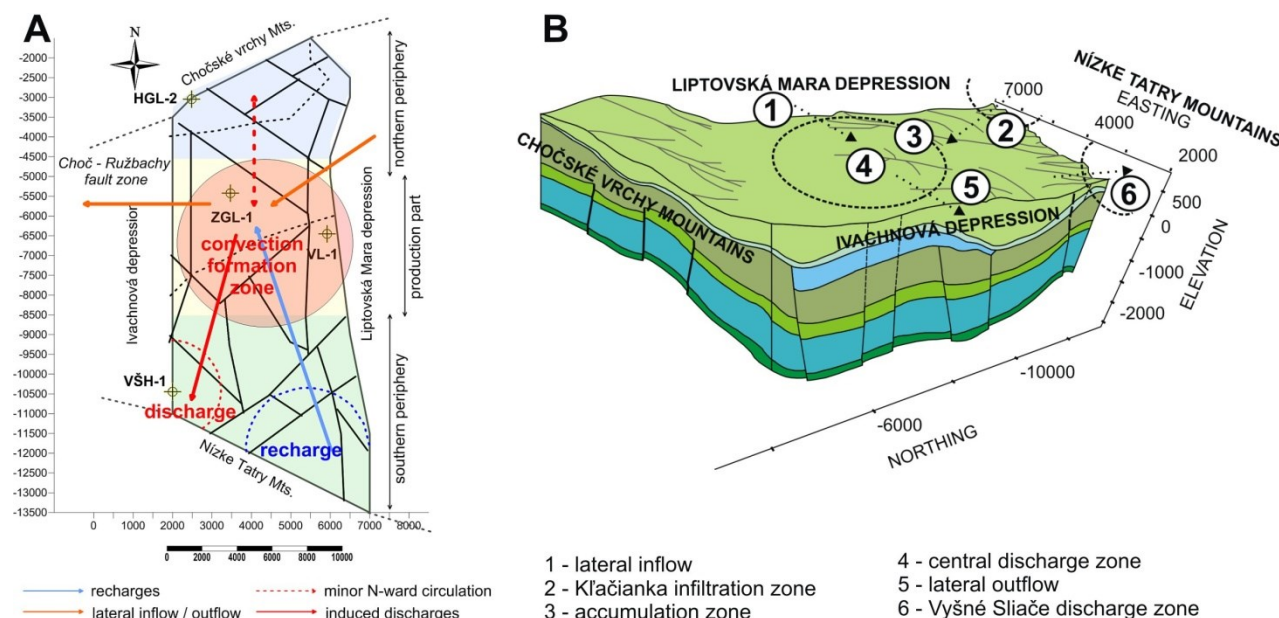 A
N
Chočské vrchy Mts.
HGL-2
-2000
-2500
-3000
-3500
-4000
-4500
-5000
-5500
-6000
-6500
-7000
-7500
-8000
-8500
-9000
-9500
-10000
-10500
-11000
-11500
-12000
-12500
-13000
-13500
Choč - Ružbachy
fault zone
ZGL-1
convection
formation
zone
VL-1
Ivachnová depression
Liptovská Mara depression
northern periphery
production part
southern periphery
VŠH-1
discharge
recharge
Nízke Tatry Mts.
0 1000 2000 3000 4000 5000 6000 7000 8000
0 2000 4000 6000 8000 10000
recharges
minor N-ward circulation
lateral inflow / outflow
induced discharges
B
LIPTOVSKÁ MARA DEPRESSION
NÍZKE TATRY MOUNTAINS
EASTING
7000
4000
2000
1
2
3
4
5
6
CHOČSKÉ VRCHY MOUNTAINS
IVACHNOVÁ DEPRESSION
500
0
-1000
-2000
ELEVATION
-10000
-6000
NORTHING
1 - lateral inflow
2 - Kľačianka infiltration zone
3 - accumulation zone
4 - central discharge zone
5 - lateral outflow
6 - Vyšné Sliače discharge zone